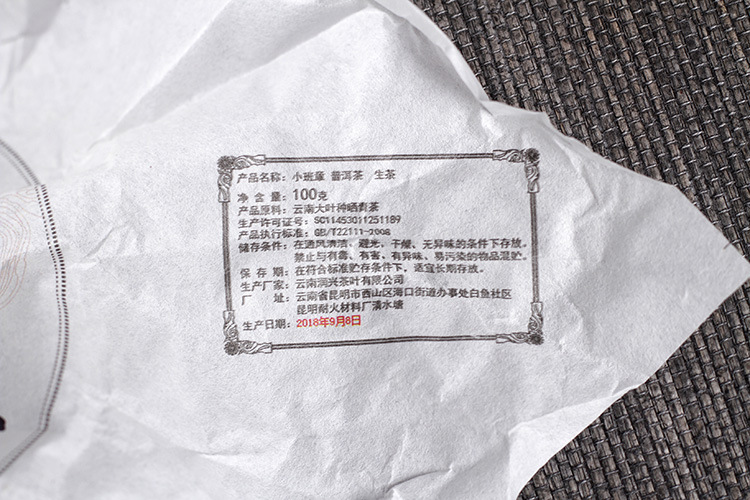 产品名称：小班章 普洱茶 生茶
净 含 量：100克
产品原料：云南大叶种晒青茶
生产许可证号：SC11453011251189
产品执行标准：GB/T22111-2008
储存条件：在通风清洁、避光、干燥、无异味的条件下存放。
禁止与有毒、有害、有异味、易污染的物品混贮。
保 存 期：在符合标准贮存条件下，适宜长期存放。
生产厂家：云南润兴茶叶有限公司
厂 址：云南省昆明市西山区海口街道办事处白鱼社区
昆明耐火材料厂清水塘
生产日期：2018年9月8日